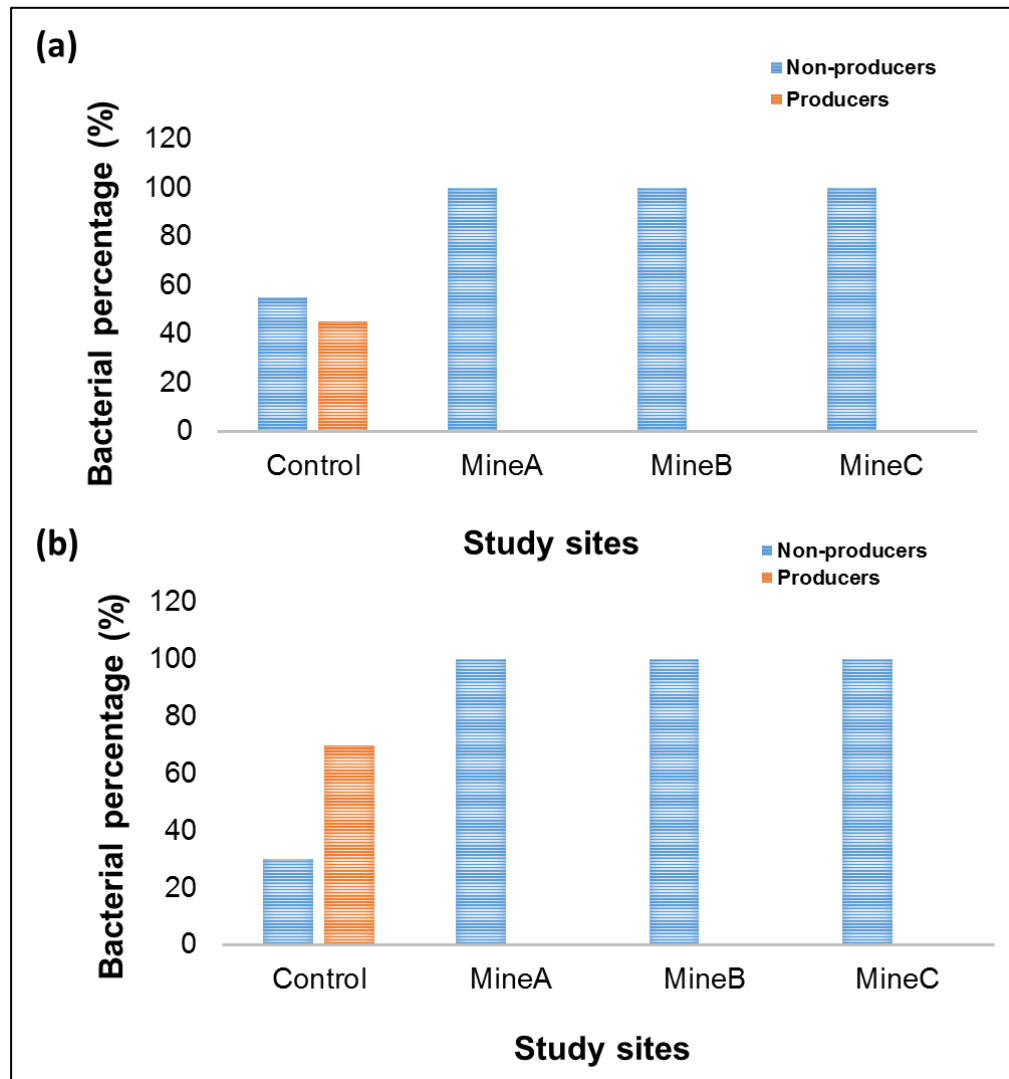 (a)
Non-producers
Producers
Bacterial percentage (%)
120
100
80
60
40
20
0
Control MineA MineB MineC
Study sites
(b)
Non-producers
Producers
Bacterial percentage (%)
120
100
80
60
40
20
0
Control MineA MineB MineC
Study sites